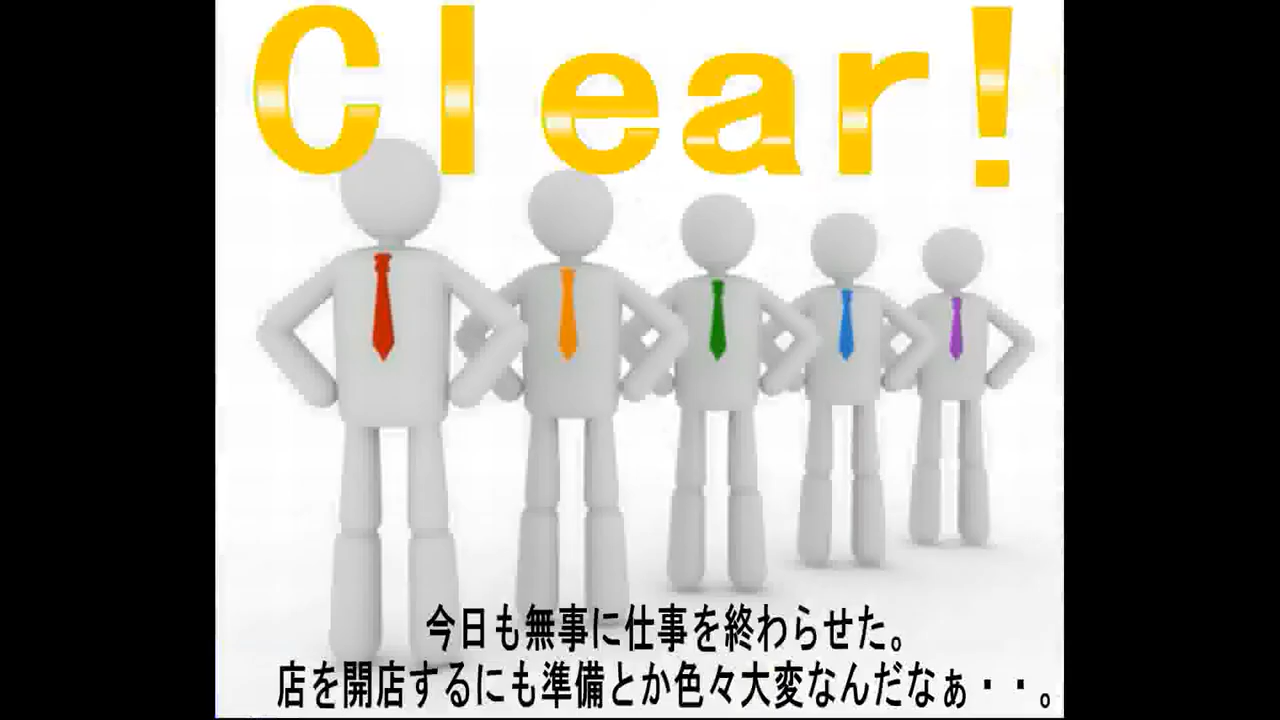 Clear!
今日も無事に仕事を終わらせた。
店を開店するにも準備とか色々大変なんだなぁ・・。